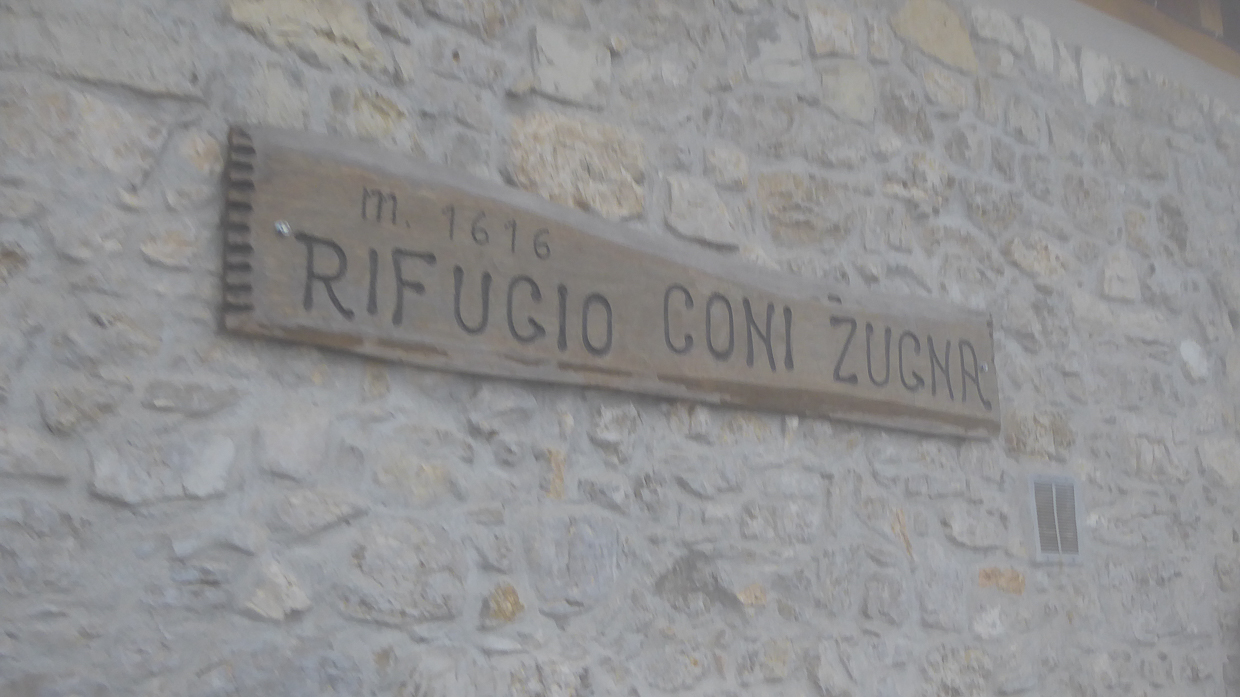 m. 1616
RIFUGIO CONI ZUGNA